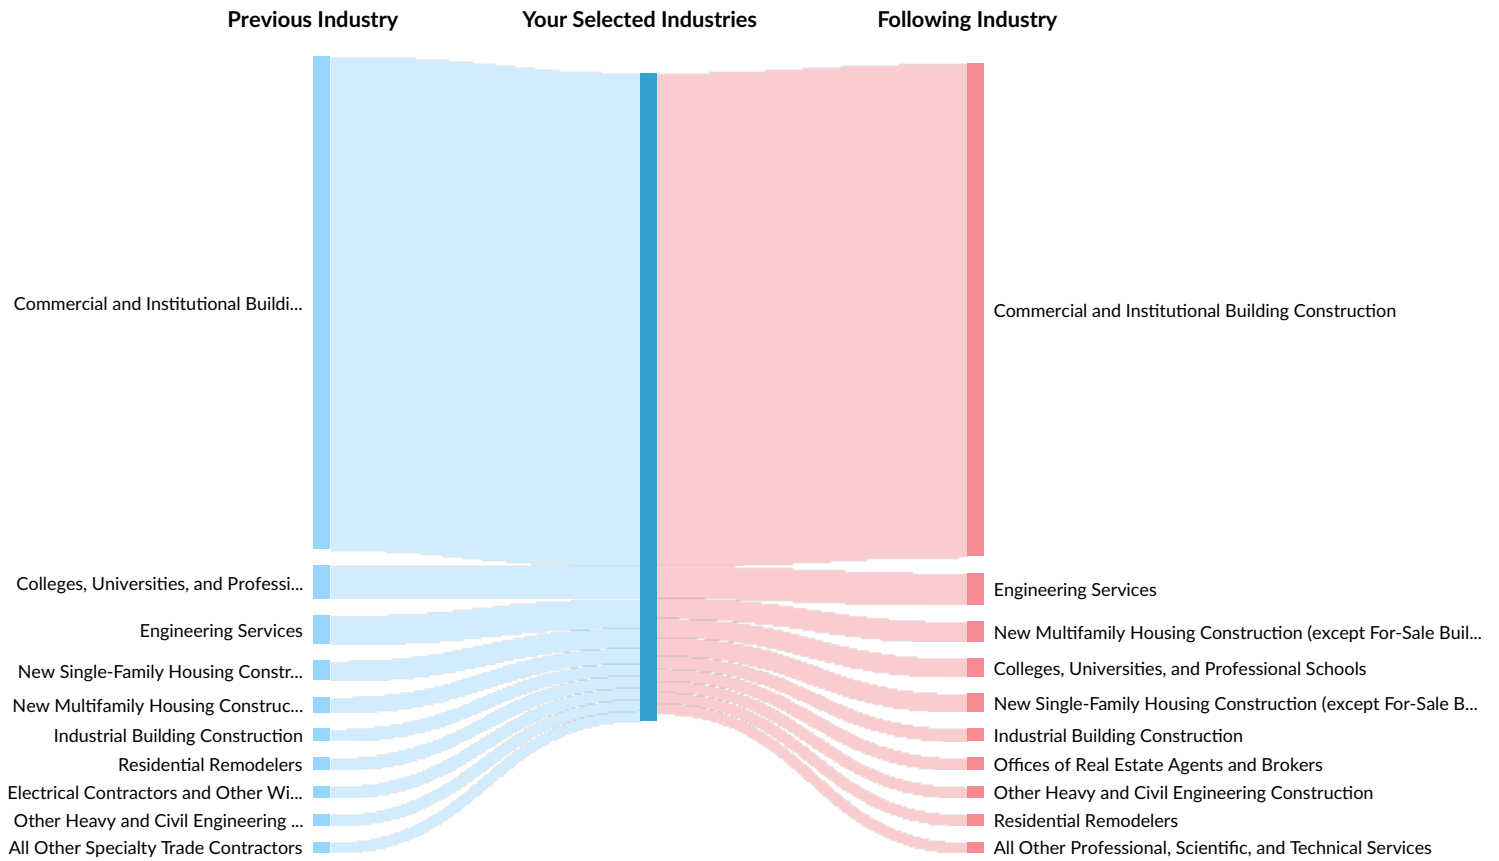 Previous Industry
Your Selected Industries
Following Industry
Commercial and Institutional Buildi...
Colleges, Universities, and Professi...
Engineering Services
New Single-Family Housing Constr...
New Multifamily Housing Construc...
Industrial Building Construction
Residential Remodelers
Electrical Contractors and Other Wi...
Other Heavy and Civil Engineering ...
All Other Specialty Trade Contractors
Commercial and Institutional Building Construction
Engineering Services
New Multifamily Housing Construction (except For-Sale Buil...
Colleges, Universities, and Professional Schools
New Single-Family Housing Construction (except For-Sale B...
Industrial Building Construction
Offices of Real Estate Agents and Brokers
Other Heavy and Civil Engineering Construction
Residential Remodelers
All Other Professional, Scientific, and Technical Services